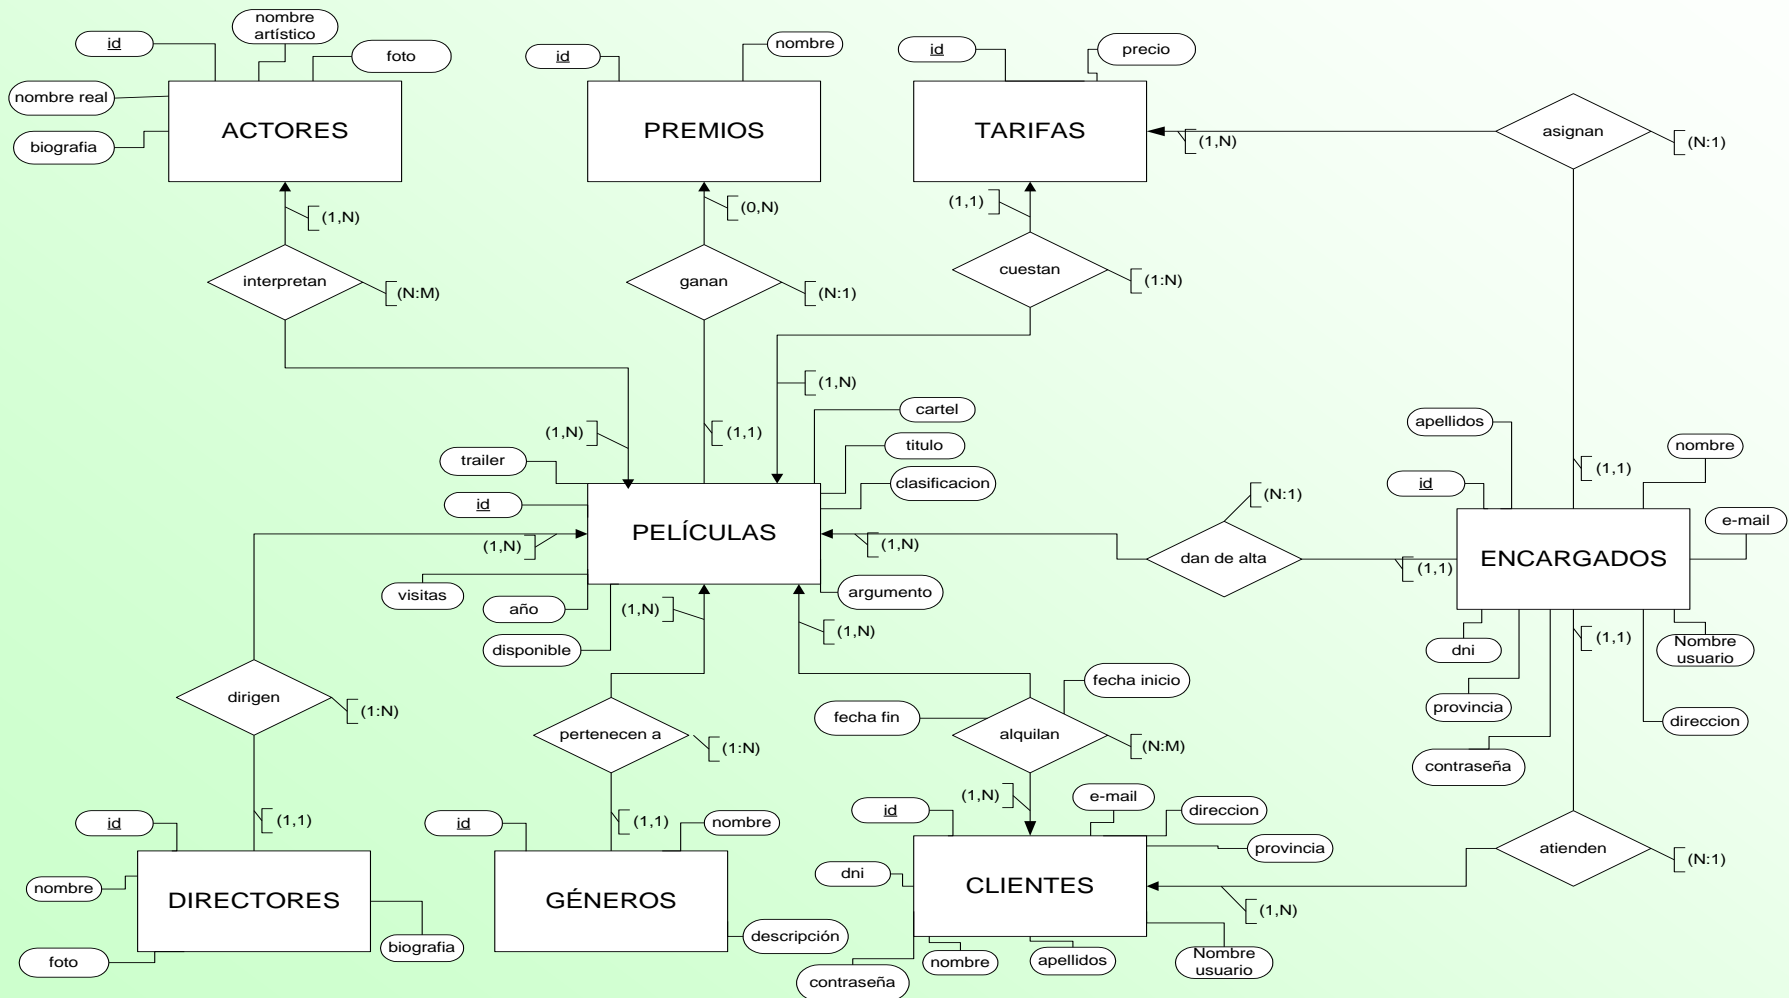 nombre
artístico
id
foto
nombre real
biografia
ACTORES
id
nombre
PREMIOS
id
precio
TARIFAS
asignan
(N:1)
(1,N)
(1,N)
(0,N)
(1,1)
interpretan
(N:M)
ganan
(N:1)
cuestan
(1:N)
(1,N)
(1,N)
(1,1)
cartel
titulo
clasificacion
trailer
id
PELÍCULAS
(1,N)
(1,N)
visitas
año
disponible
argumento
(1,N)
(1,N)
(N:1)
dan de alta
(1,1)
apellidos
nombre
(1,1)
id
e-mail
ENCARGADOS
(1,1)
dni
Nombre
usuario
provincia
direccion
contraseña
dirigen
(1:N)
pertenecen a
(1:N)
fecha inicio
fecha fin
alquilan
(N:M)
(1,N)
(1,1)
(1,1)
id
nombre
DIRECTORES
foto
biografia
id
nombre
GÉNEROS
descripción
id
e-mail
direccion
provincia
dni
CLIENTES
contraseña
nombre
apellidos
Nombre
usuario
(1,N)
atienden
(N:1)